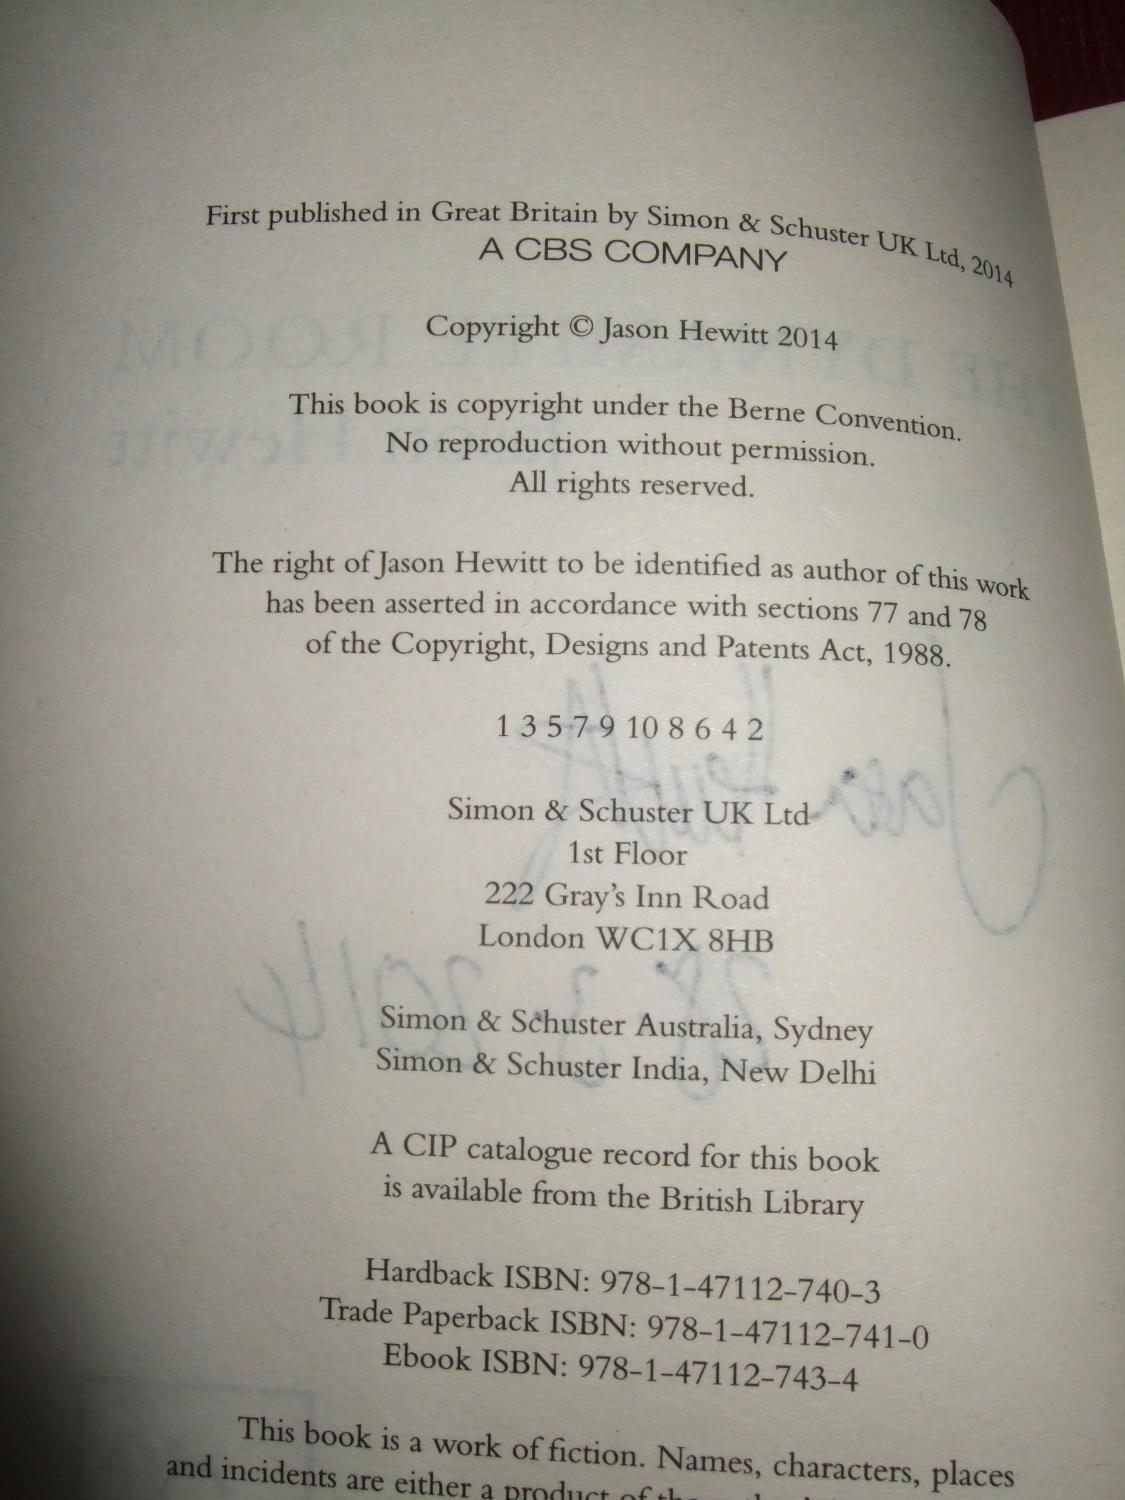 First published in Great Britain by Simon & Schuster UK Ltd, 2014
A CBS COMPANY
Copyright © Jason Hewitt 2014
This book is copyright under the Berne Convention.
No reproduction without permission.
All rights reserved.
The right of Jason Hewitt to be identified as author of this work
has been asserted in accordance with sections 77 and 78
of the Copyright, Designs and Patents Act, 1988.
1 3 5 7 9 10 8 6 4 2
Simon & Schuster UK Ltd
1st Floor
222 Gray's Inn Road
London WC1X 8HB
Simon & Schuster Australia, Sydney
Simon & Schuster India, New Delhi
A CIP catalogue record for this book
is available from the British Library
Hardback ISBN: 978-1-47112-740-3
Trade Paperback ISBN: 978-1-47112-741-0
Ebook ISBN: 978-1-47112-743-4
This book is a work of fiction. Names, characters, places
and incidents are either a product of the